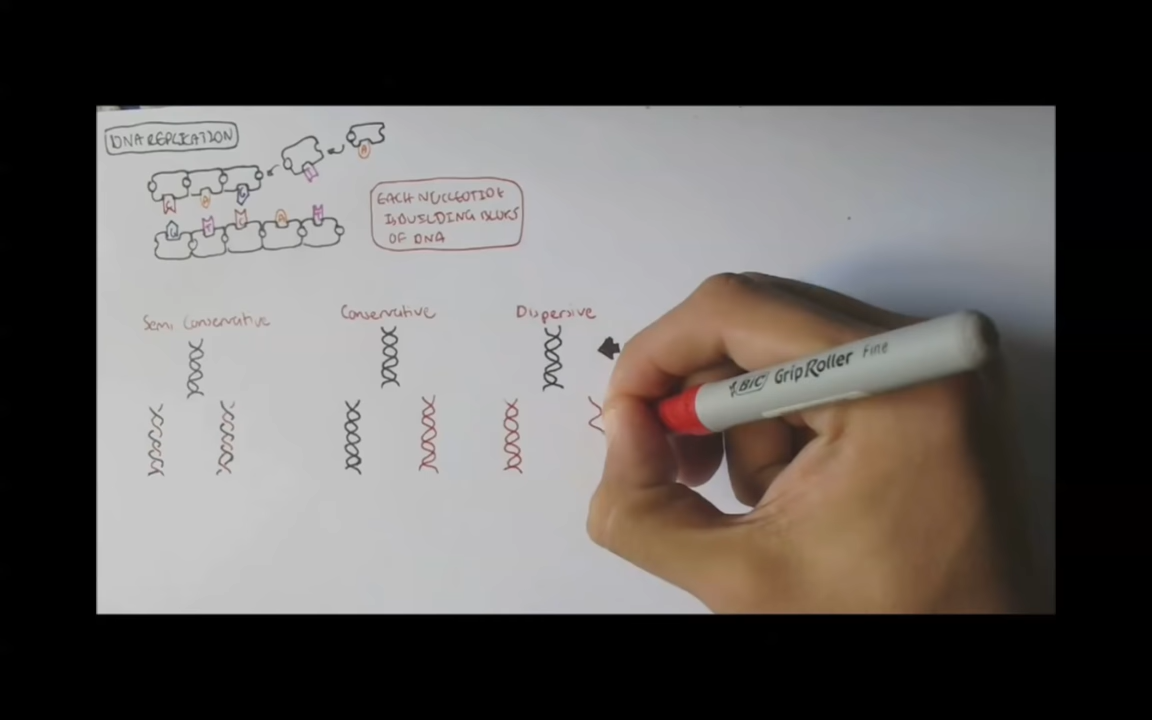 DNA REPLICATION
A
T
C A G
G T C A T
EACH NUCLEOTIDE
IS BUILDING BLOCKS
OF DNA
Semi Conservative
Conservative
Dispersive
BIC GripRoller Fine